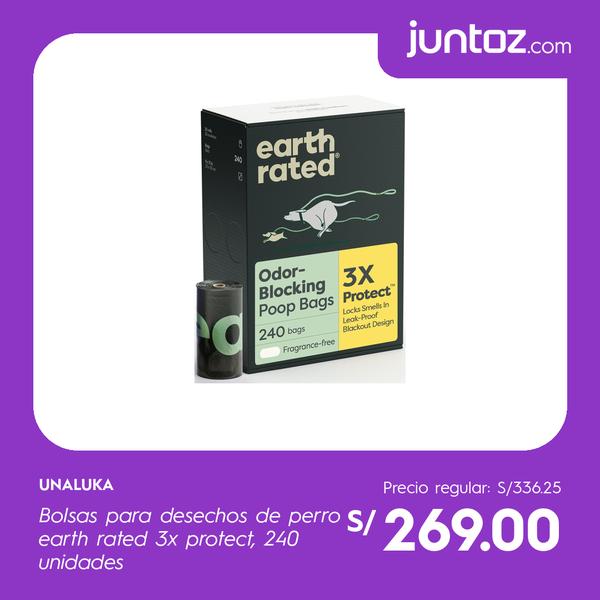 juntoz.com
earth
rated®
240
Odor-
Blocking
Poop Bags
240 bags
Fragrance-free
3X
Protect™
Locks Smells In
Leak-Proof
Blackout Design
UNALUKA
Bolsas para desechos de perro
earth rated 3x protect, 240
unidades
Precio regular: S/336.25
S/ 269.00